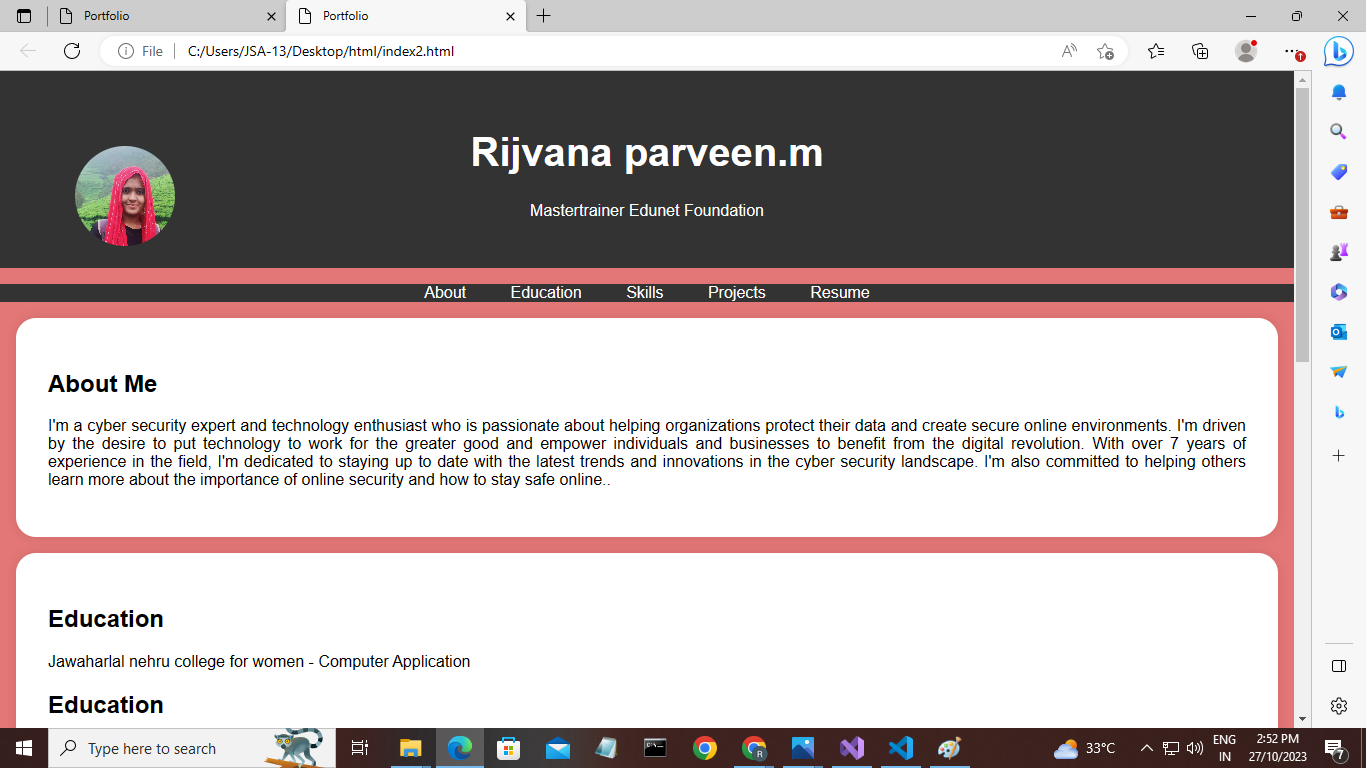 Portfolio
Portfolio
File
C:/Users/JSA-13/Desktop/html/index2.html
Rijvana parveen.m
Mastertrainer Edunet Foundation
About Education Skills Projects Resume
About Me
I'm a cyber security expert and technology enthusiast who is passionate about helping organizations protect their data and create secure online environments. I'm driven
by the desire to put technology to work for the greater good and empower individuals and businesses to benefit from the digital revolution. With over 7 years of
experience in the field, I'm dedicated to staying up to date with the latest trends and innovations in the cyber security landscape. I'm also committed to helping others
learn more about the importance of online security and how to stay safe online..
Education
Jawaharlal nehru college for women - Computer Application
Education
Type here to search
R
33°C
ENG
IN
2:52 PM
27/10/2023
7